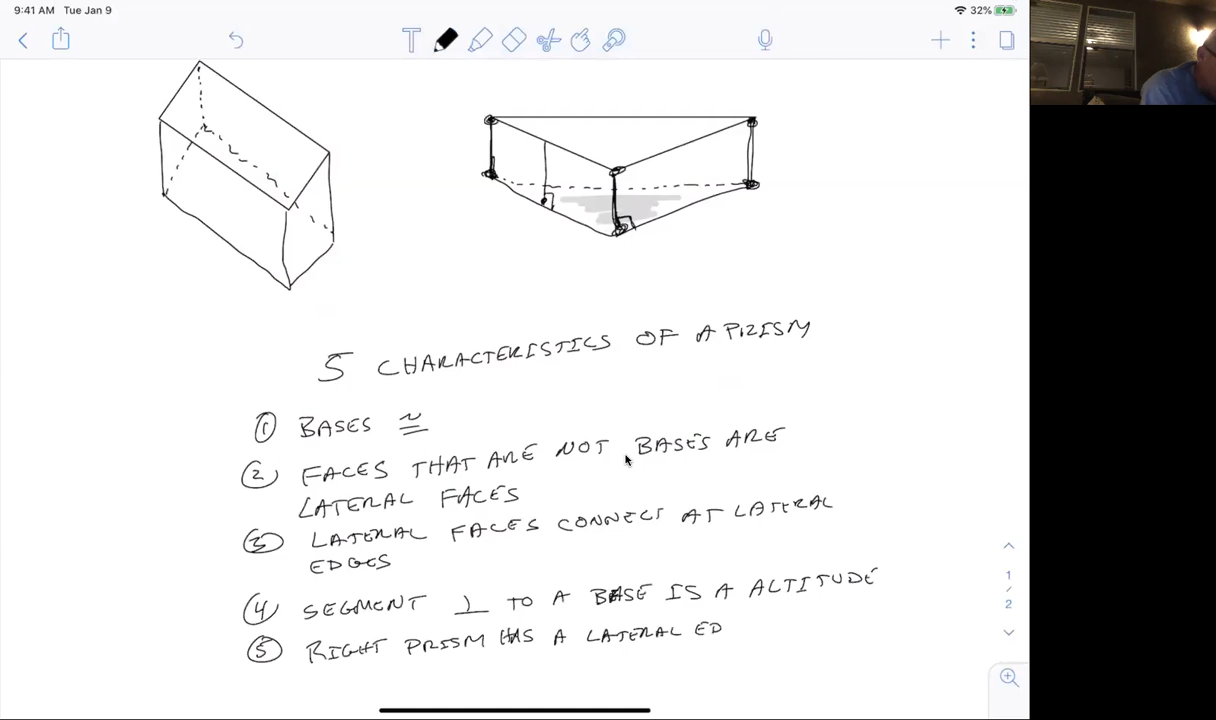 9:41 AM Tue Jan 9
32%
T
5 CHARACTERISTICS OF A PRISM
1 BASES ≅
2 FACES THAT ARE NOT BASES ARE
LATERAL FACES
3 LATERAL FACES CONNECT AT LATERAL
EDGES
4 SEGMENT ⊥ TO A BASE IS A ALTITUDE
5 RIGHT PRISM HAS A LATERAL ED
1
/
2